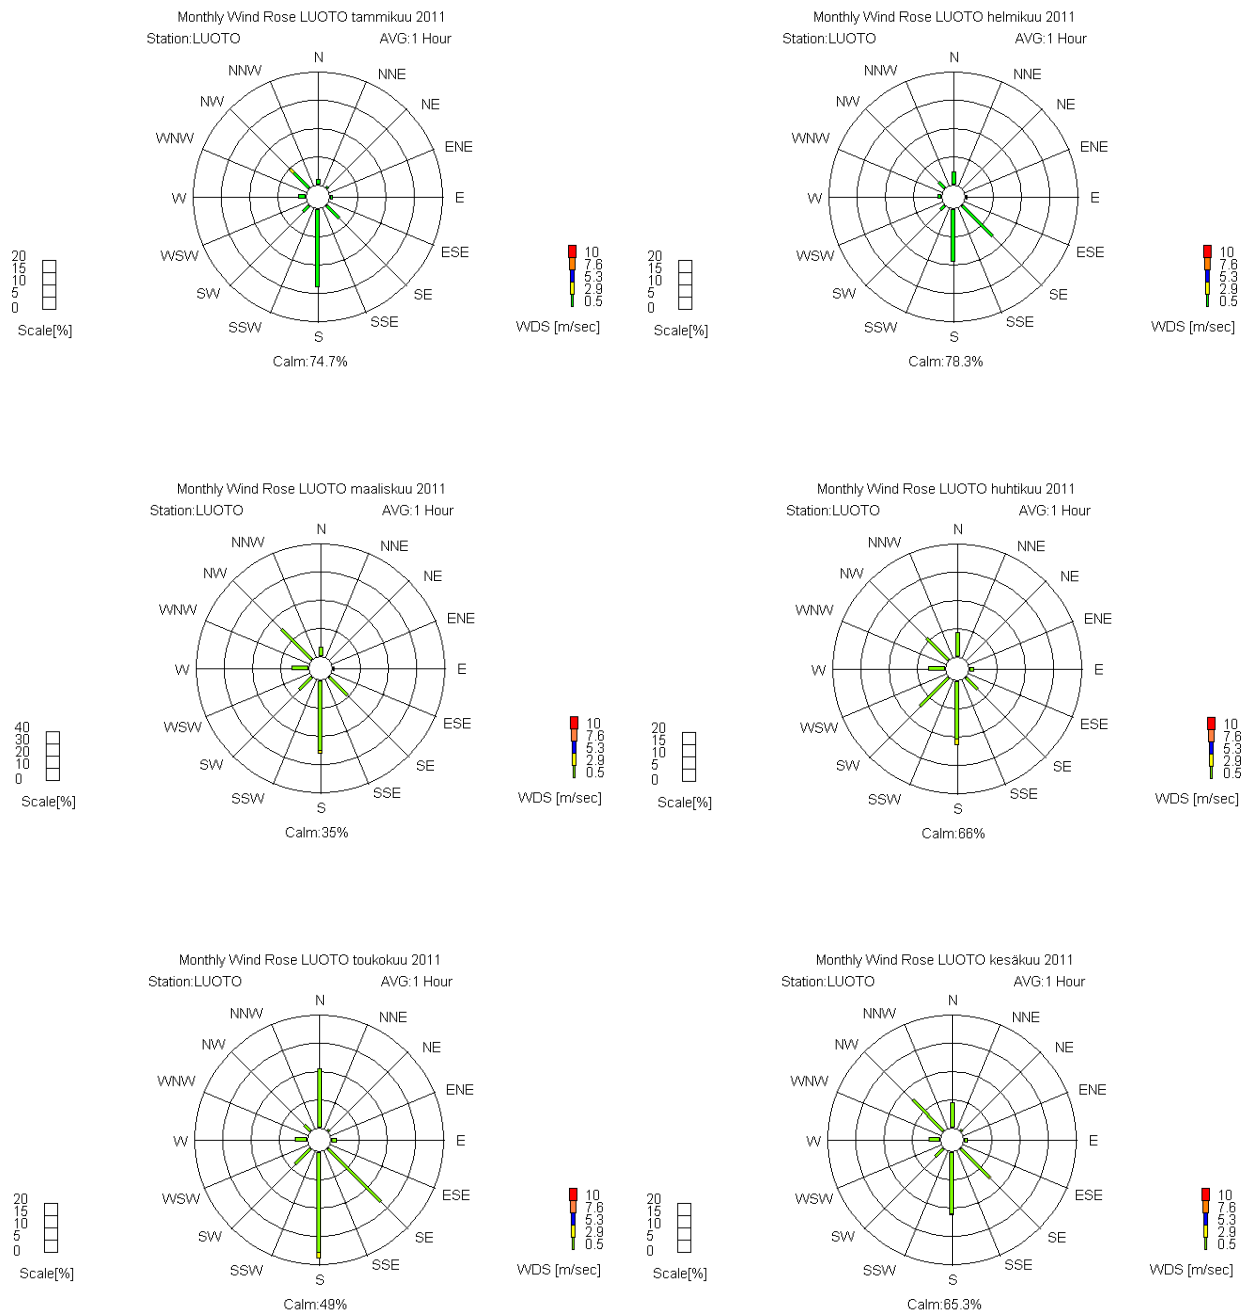 Monthly Wind Rose LUOTO tammikuu 2011
Station:LUOTO AVG:1 Hour
N
NNW NNE
NW NE
WNW ENE
W E
WSW ESE
SW SE
SSW SSE
S
20
15
10
5
0
Scale[%]
10
7.6
5.3
2.9
0.5
WDS [m/sec]
Calm:74.7%
Monthly Wind Rose LUOTO helmikuu 2011
Station:LUOTO AVG:1 Hour
N
NNW NNE
NW NE
WNW ENE
W E
WSW ESE
SW SE
SSW SSE
S
20
15
10
5
0
Scale[%]
10
7.6
5.3
2.9
0.5
WDS [m/sec]
Calm:78.3%
Monthly Wind Rose LUOTO maaliskuu 2011
Station:LUOTO AVG:1 Hour
N
NNW NNE
NW NE
WNW ENE
W E
WSW ESE
SW SE
SSW SSE
S
40
30
20
10
0
Scale[%]
10
7.6
5.3
2.9
0.5
WDS [m/sec]
Calm:35%
Monthly Wind Rose LUOTO huhtikuu 2011
Station:LUOTO AVG:1 Hour
N
NNW NNE
NW NE
WNW ENE
W E
WSW ESE
SW SE
SSW SSE
S
20
15
10
5
0
Scale[%]
10
7.6
5.3
2.9
0.5
WDS [m/sec]
Calm:66%
Monthly Wind Rose LUOTO toukokuu 2011
Station:LUOTO AVG:1 Hour
N
NNW NNE
NW NE
WNW ENE
W E
WSW ESE
SW SE
SSW SSE
S
20
15
10
5
0
Scale[%]
10
7.6
5.3
2.9
0.5
WDS [m/sec]
Calm:49%
Monthly Wind Rose LUOTO kesäkuu 2011
Station:LUOTO AVG:1 Hour
N
NNW NNE
NW NE
WNW ENE
W E
WSW ESE
SW SE
SSW SSE
S
20
15
10
5
0
Scale[%]
10
7.6
5.3
2.9
0.5
WDS [m/sec]
Calm:65.3%